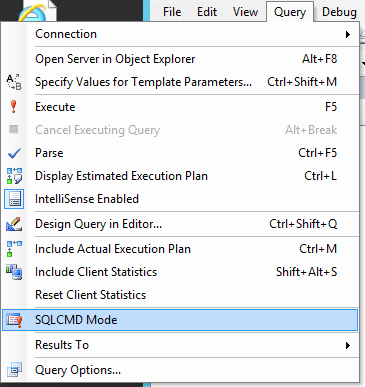 File Edit View Query Debug
Connection
Open Server in Object Explorer Alt+F8
Specify Values for Template Parameters... Ctrl+Shift+M
Execute F5
Cancel Executing Query Alt+Break
Parse Ctrl+F5
Display Estimated Execution Plan Ctrl+L
IntelliSense Enabled
Design Query in Editor... Ctrl+Shift+Q
Include Actual Execution Plan Ctrl+M
Include Client Statistics Shift+Alt+S
Reset Client Statistics
SQLCMD Mode
Results To
Query Options...